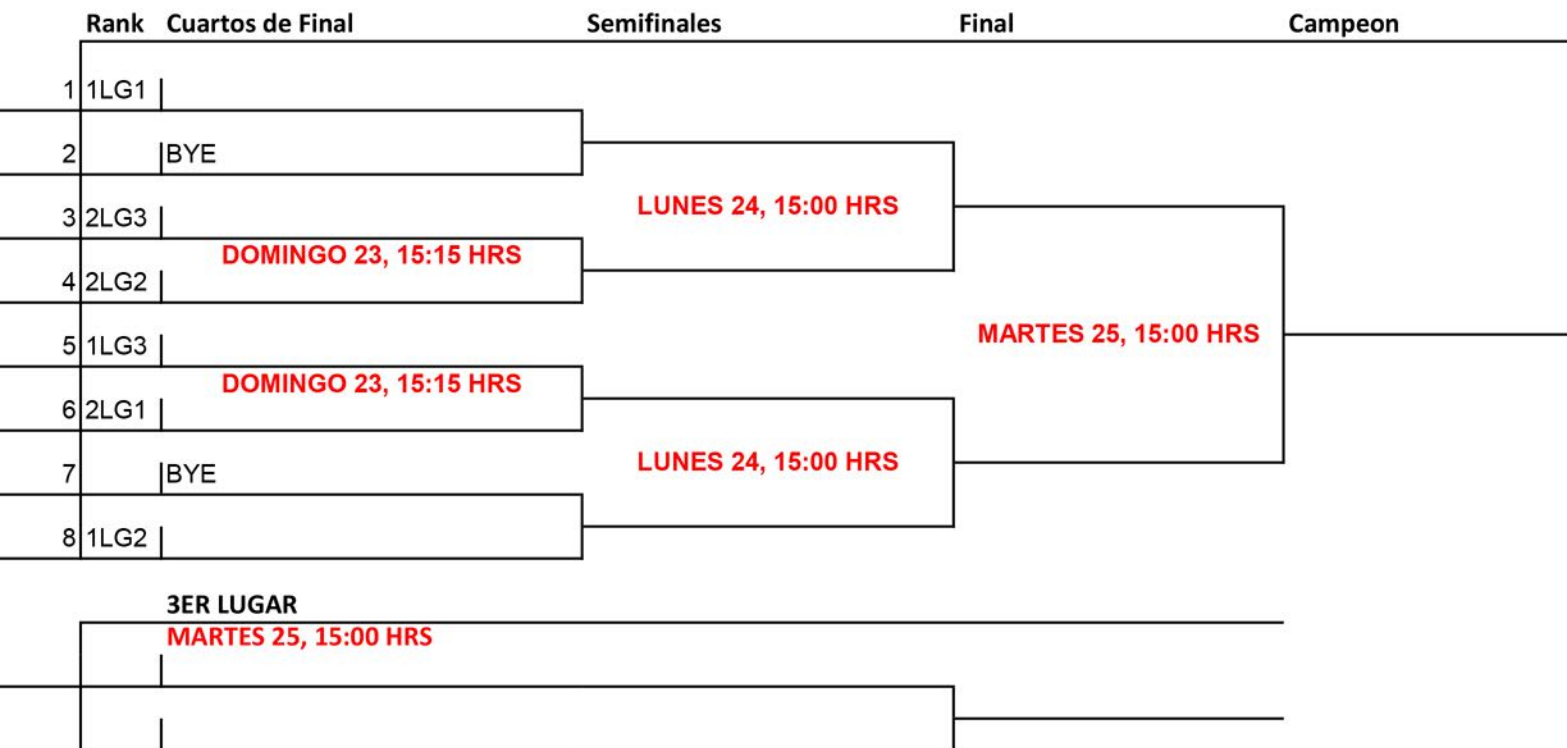 Rank Cuartos de Final Semifinales Final Campeon
1 1LG1
2 BYE
LUNES 24, 15:00 HRS
3 2LG3
DOMINGO 23, 15:15 HRS
4 2LG2
MARTES 25, 15:00 HRS
5 1LG3
DOMINGO 23, 15:15 HRS
6 2LG1
LUNES 24, 15:00 HRS
7 BYE
8 1LG2
3ER LUGAR
MARTES 25, 15:00 HRS